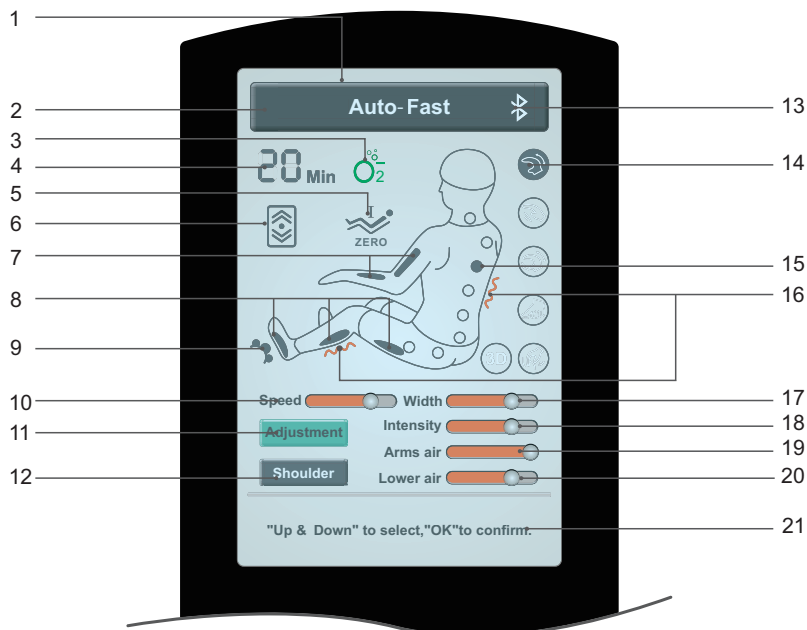 1
2
3
4
5
6
7
8
9
10
11
12
Auto-Fast
20 Min
O2
I
ZERO
3D
Speed
Width
Adjustment
Intensity
Arms air
Shoulder
Lower air
"Up & Down" to select,"OK"to confirm.
13
14
15
16
17
18
19
20
21